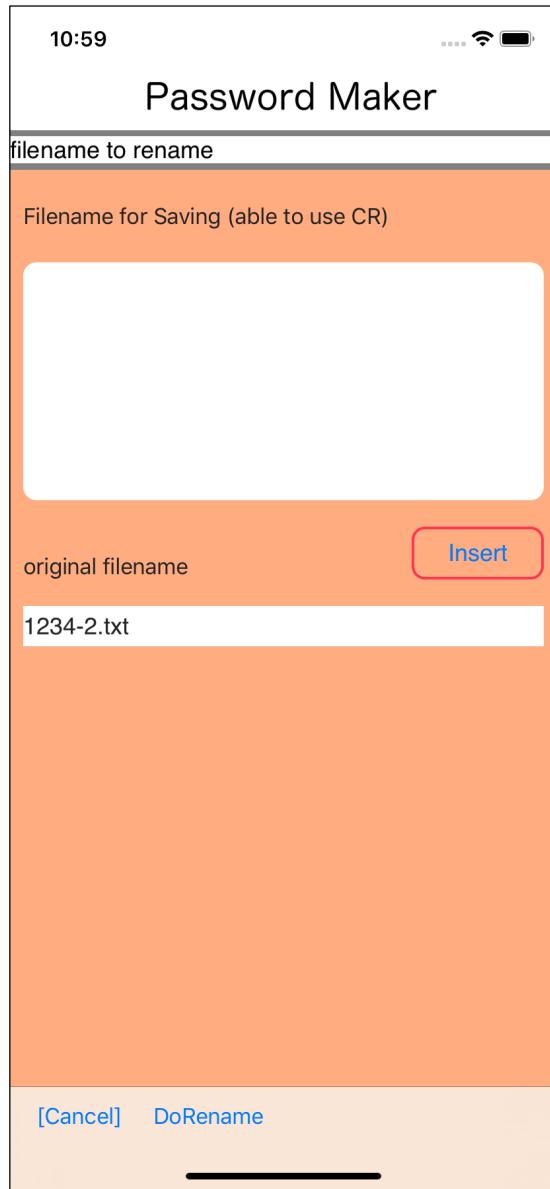 10:59
Password Maker
filename to rename
Filename for Saving (able to use CR)
Insert
original filename
1234-2.txt
[Cancel] DoRename